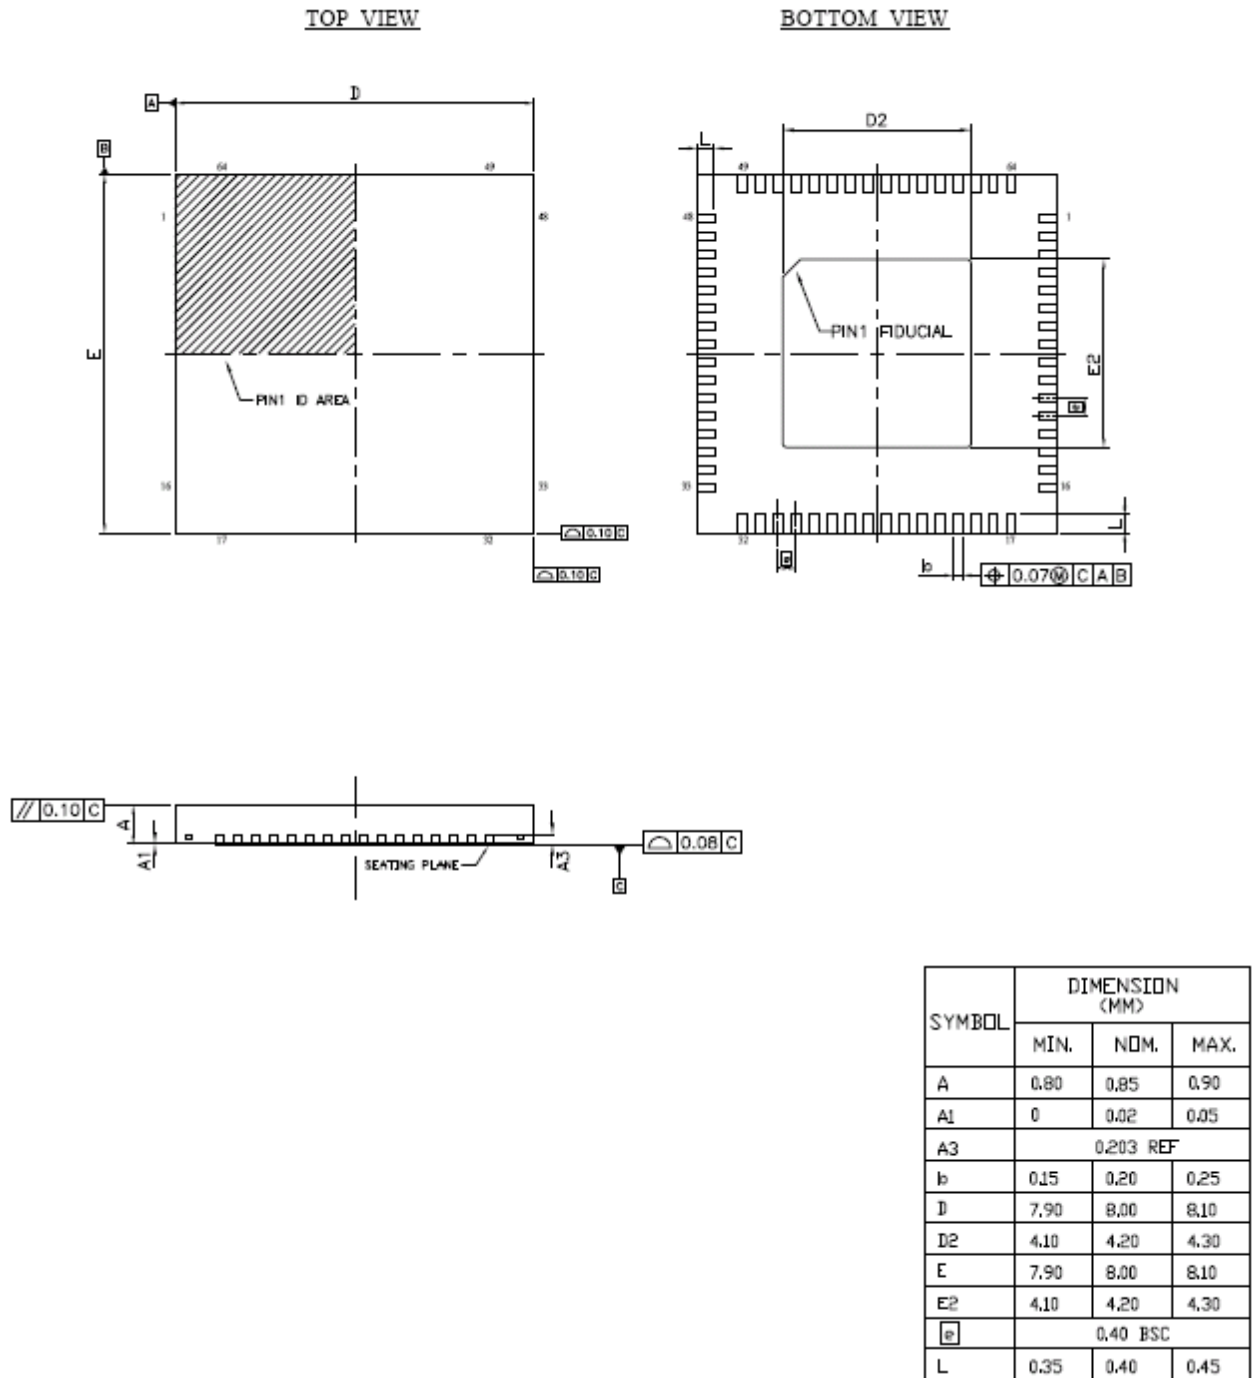 TOP VIEW
BOTTOM VIEW
A
D
B
64
49
1
48
E
PIN1 ID AREA
16
33
17
32
0.10 C
0.10 C
D2
L
49
64
48
1
PIN1 FIDUCIAL
E2
e
33
16
32
17
L
e
b
0.07Ⓜ C A B
// 0.10 C
A
A1
SEATING PLANE
A3
0.08 C
C
SYMBOL
DIMENSION
(MM)
MIN. NOM. MAX.
A 0.80 0.85 0.90
A1 0 0.02 0.05
A3 0.203 REF
b 0.15 0.20 0.25
D 7.90 8.00 8.10
D2 4.10 4.20 4.30
E 7.90 8.00 8.10
E2 4.10 4.20 4.30
e 0.40 BSC
L 0.35 0.40 0.45